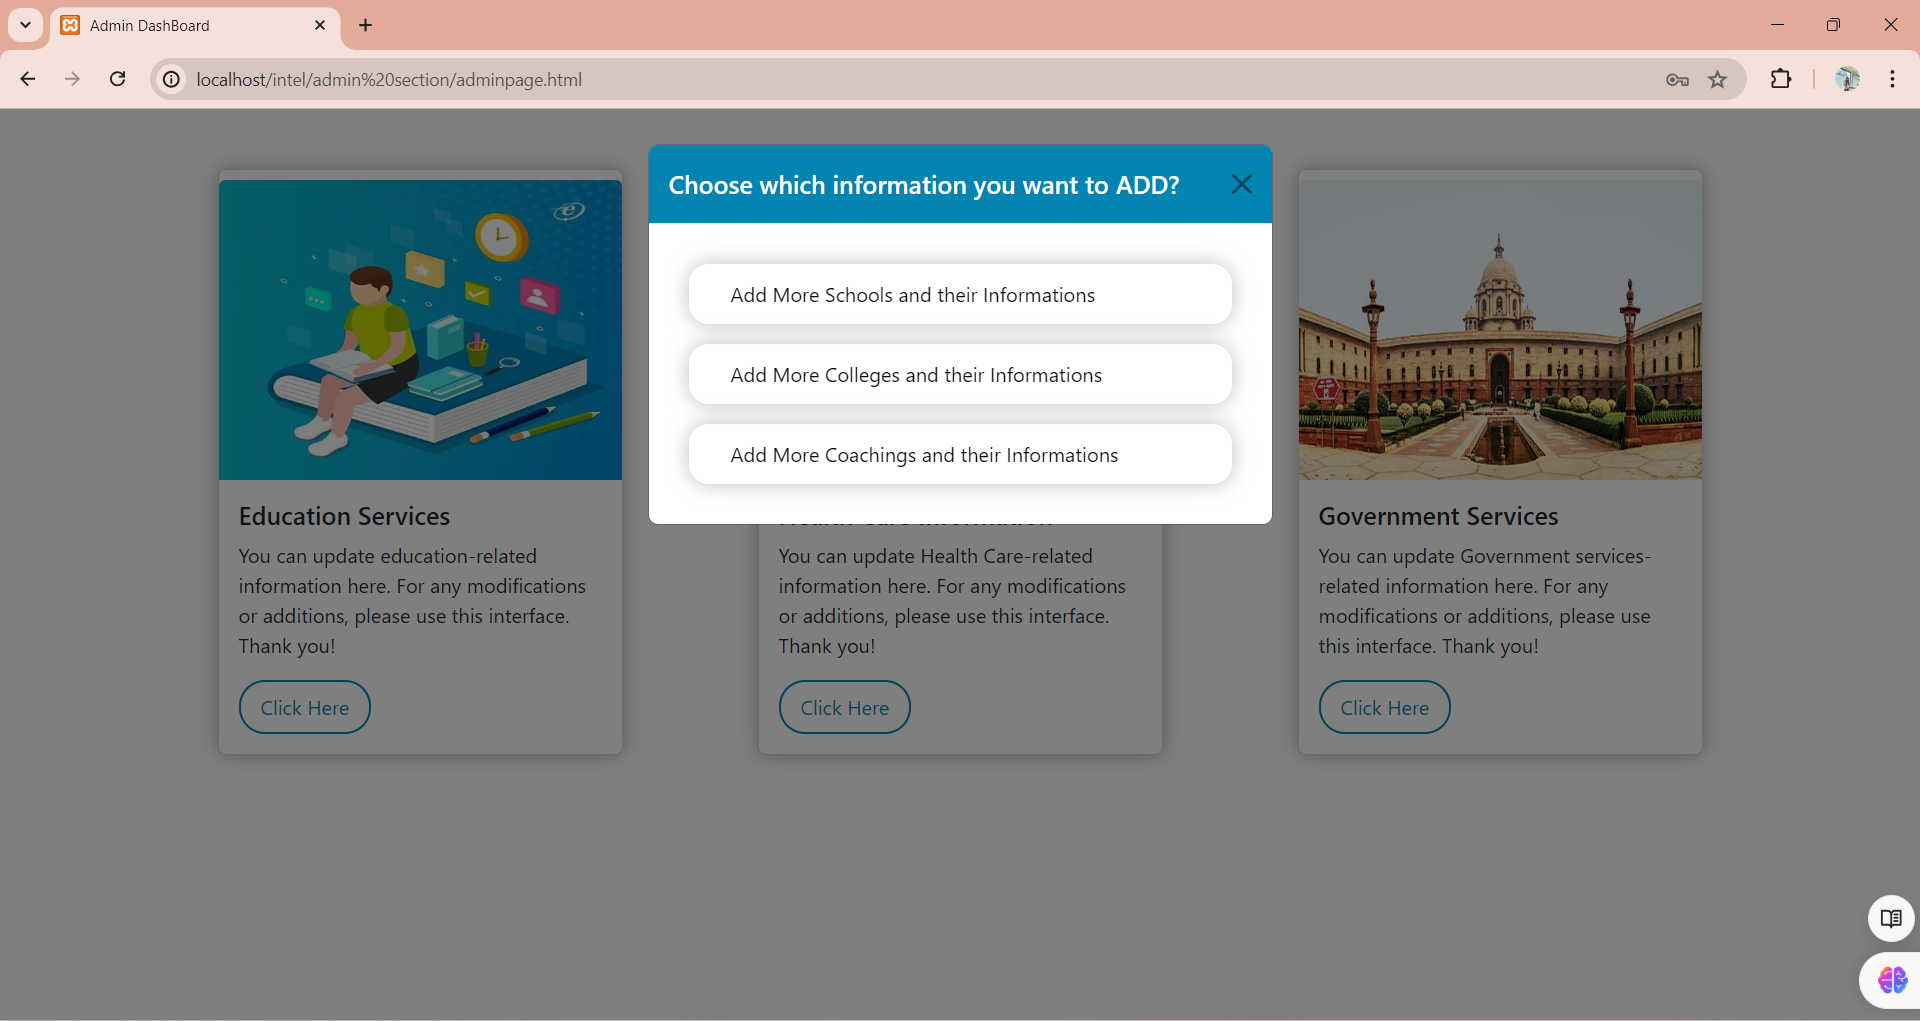 Admin DashBoard
localhost/intel/admin%20section/adminpage.html
Choose which information you want to ADD?
Add More Schools and their Informations
Add More Colleges and their Informations
Add More Coachings and their Informations
Education Services
You can update education-related
information here. For any modifications
or additions, please use this interface.
Thank you!
Click Here
You can update Health Care-related
information here. For any modifications
or additions, please use this interface.
Thank you!
Click Here
Government Services
You can update Government services-
related information here. For any
modifications or additions, please use
this interface. Thank you!
Click Here